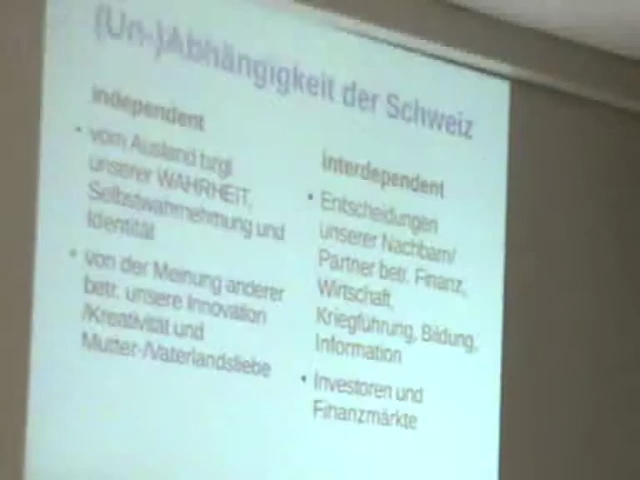 (Un-)Abhängigkeit der Schweiz
independent
• vom Ausland bzgl.
unserer WAHRHEIT,
Selbstwahrnehmung und
Identität
• von der Meinung anderer
betr. unsere Innovation
/Kreativität und
Mutter-/Vaterlandsliebe
interdependent
• Entscheidungen
unserer Nachbarn/
Partner betr. Finanz,
Wirtschaft,
Kriegführung, Bildung,
Information
• Investoren und
Finanzmärkte